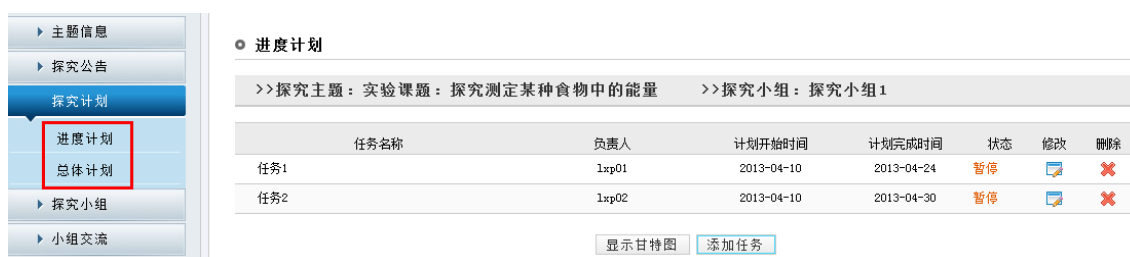 主题信息
探究公告
探究计划
进度计划
总体计划
探究小组
小组交流
进度计划
>>探究主题：实验课题：探究测定某种食物中的能量 >>探究小组：探究小组1
任务名称 负责人 计划开始时间 计划完成时间 状态 修改 删除
任务1 lxp01 2013-04-10 2013-04-24 暂停
任务2 lxp02 2013-04-10 2013-04-30 暂停
显示甘特图 添加任务